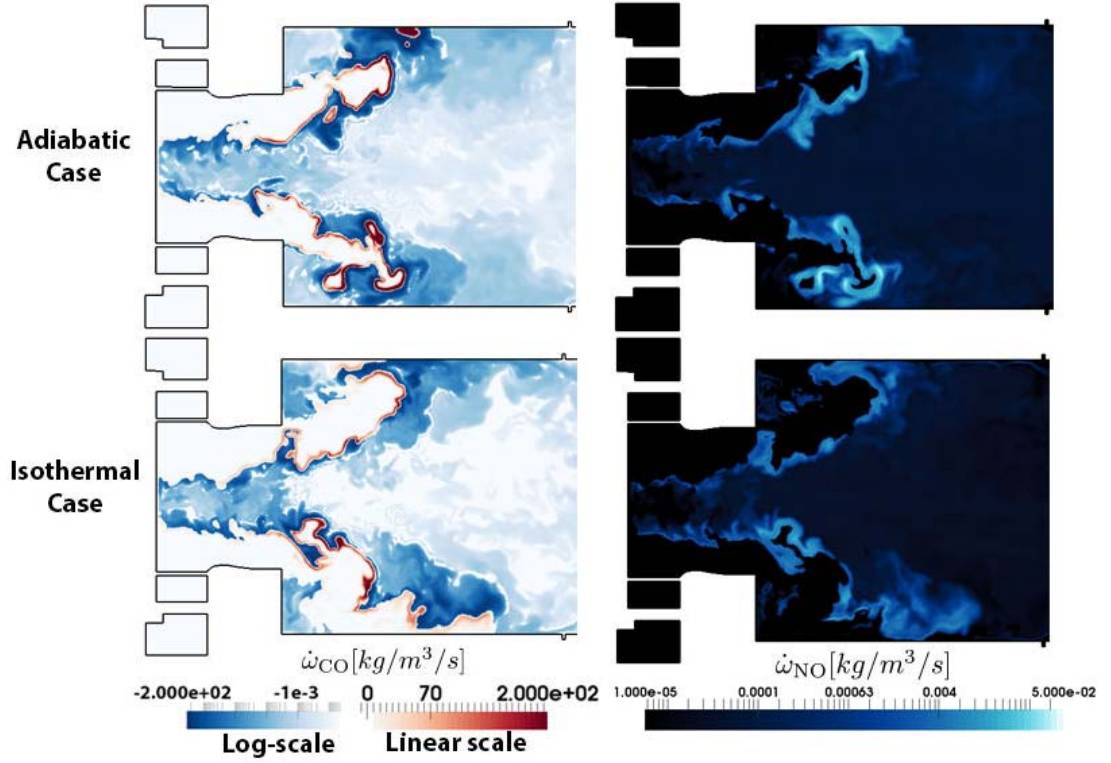 Adiabatic
Case
Isothermal
Case
ω̇CO[kg/m³/s]
ω̇NO[kg/m³/s]
-2.000e+02 -1e-3 0 70 2.000e+02
1.000e-05 0.0001 0.00063 0.004 5.000e-02
Log-scale Linear scale